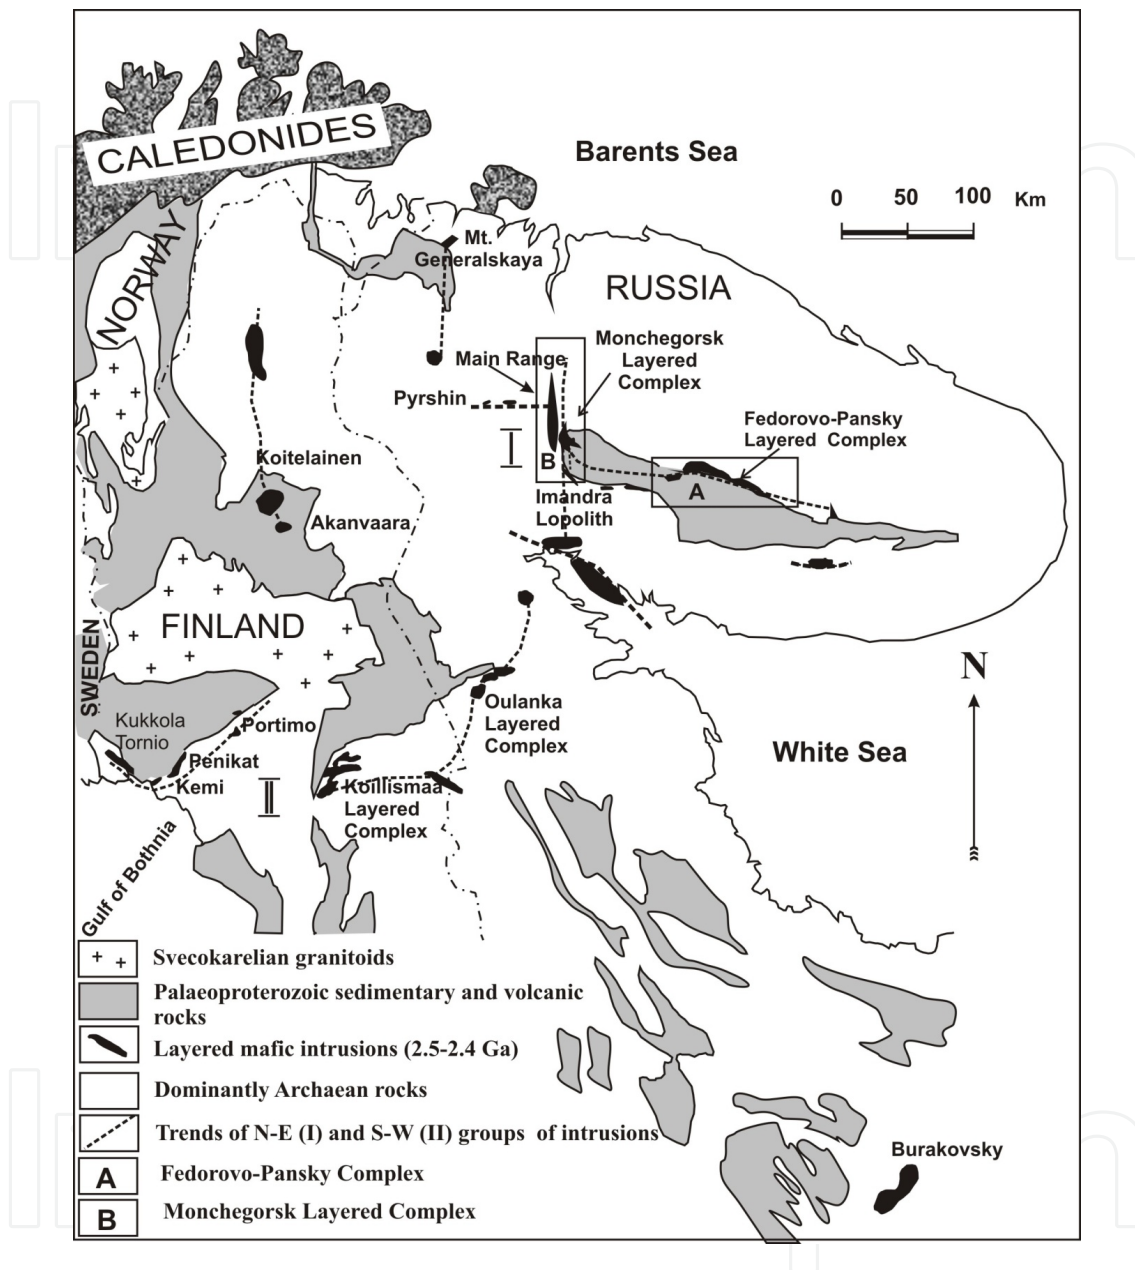 CALEDONIDES
Barents Sea
0 50 100 Km
NORWAY
Mt.
Generalskaya
RUSSIA
Monchegorsk
Layered
Complex
Main Range
Pyrshin
Fedorovo-Pansky
Layered Complex
I
B
A
Koitelainen
Imandra
Lopolith
Akanvaara
FINLAND
SWEDEN
N
Kukkola
Tornio
Portimo
Oulanka
Layered
Complex
Penikat
Kemi
White Sea
II
Koillismaa
Layered
Complex
Gulf of Bothnia
Svecokarelian granitoids
Palaeoproterozoic sedimentary and volcanic
rocks
Layered mafic intrusions (2.5-2.4 Ga)
Dominantly Archaean rocks
Trends of N-E (I) and S-W (II) groups of intrusions
A Fedorovo-Pansky Complex
B Monchegorsk Layered Complex
Burakovsky